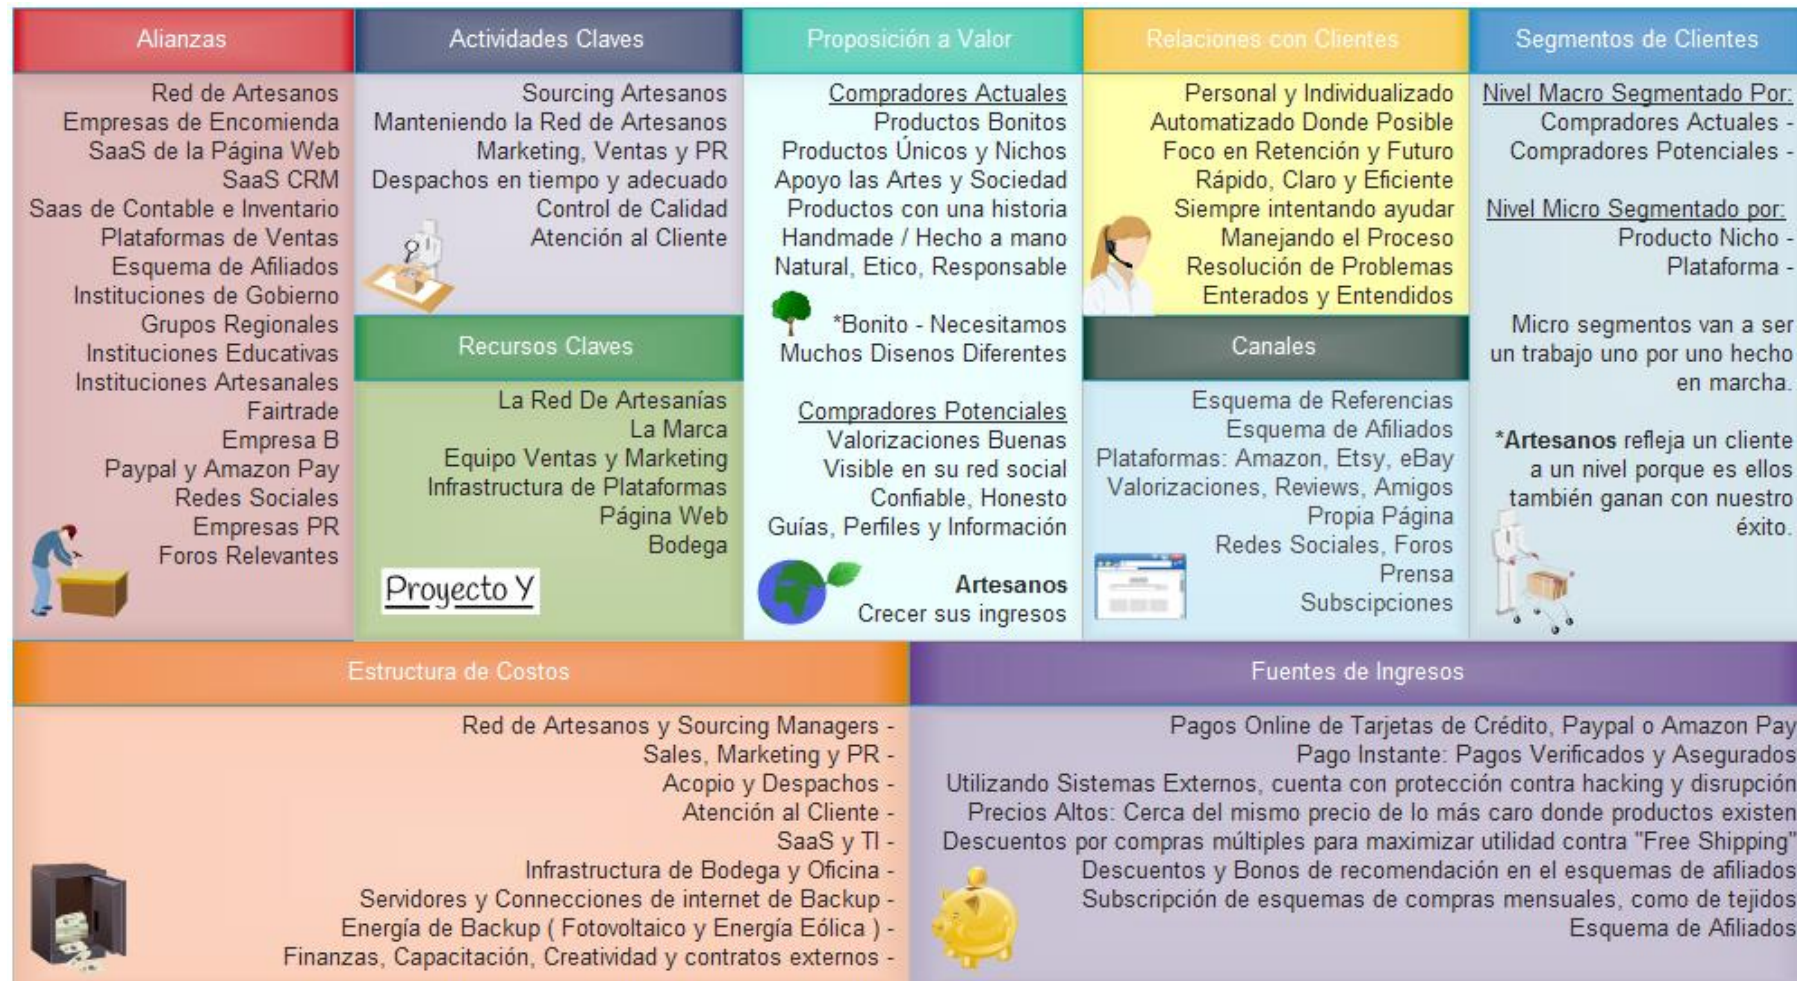 Alianzas
Red de Artesanos
Empresas de Encomienda
SaaS de la Página Web
SaaS CRM
Saas de Contable e Inventario
Plataformas de Ventas
Esquema de Afiliados
Instituciones de Gobierno
Grupos Regionales
Instituciones Educativas
Instituciones Artesanales
Fairtrade
Empresa B
Paypal y Amazon Pay
Redes Sociales
Empresas PR
Foros Relevantes
Actividades Claves
Sourcing Artesanos
Manteniendo la Red de Artesanos
Marketing, Ventas y PR
Despachos en tiempo y adecuado
Control de Calidad
Atención al Cliente
Recursos Claves
La Red De Artesanías
La Marca
Equipo Ventas y Marketing
Infrastructura de Plataformas
Página Web
Bodega
Proyecto Y
Proposición a Valor
Compradores Actuales
Productos Bonitos
Productos Únicos y Nichos
Apoyo las Artes y Sociedad
Productos con una historia
Handmade / Hecho a mano
Natural, Etico, Responsable
*Bonito - Necesitamos
Muchos Disenos Diferentes
Compradores Potenciales
Valorizaciones Buenas
Visible en su red social
Confiable, Honesto
Guías, Perfiles y Información
Artesanos
Crecer sus ingresos
Relaciones con Clientes
Personal y Individualizado
Automatizado Donde Posible
Foco en Retención y Futuro
Rápido, Claro y Eficiente
Siempre intentando ayudar
Manejando el Proceso
Resolución de Problemas
Enterados y Entendidos
Canales
Esquema de Referencias
Esquema de Afiliados
Plataformas: Amazon, Etsy, eBay
Valorizaciones, Reviews, Amigos
Propia Página
Redes Sociales, Foros
Prensa
Subscipciones
Segmentos de Clientes
Nivel Macro Segmentado Por:
Compradores Actuales -
Compradores Potenciales -
Nivel Micro Segmentado por:
Producto Nicho -
Plataforma -
Micro segmentos van a ser
un trabajo uno por uno hecho
en marcha.
*Artesanos refleja un cliente
a un nivel porque es ellos
también ganan con nuestro
éxito.
Estructura de Costos
Red de Artesanos y Sourcing Managers -
Sales, Marketing y PR -
Acopio y Despachos -
Atención al Cliente -
SaaS y TI -
Infrastructura de Bodega y Oficina -
Servidores y Connecciones de internet de Backup -
Energía de Backup ( Fotovoltaico y Energía Eólica ) -
Finanzas, Capacitación, Creatividad y contratos externos -
Fuentes de Ingresos
Pagos Online de Tarjetas de Crédito, Paypal o Amazon Pay
Pago Instante: Pagos Verificados y Asegurados
Utilizando Sistemas Externos, cuenta con protección contra hacking y disrupción
Precios Altos: Cerca del mismo precio de lo más caro donde productos existen
Descuentos por compras múltiples para maximizar utilidad contra "Free Shipping"
Descuentos y Bonos de recomendación en el esquemas de afiliados
Subscripción de esquemas de compras mensuales, como de tejidos
Esquema de Afiliados